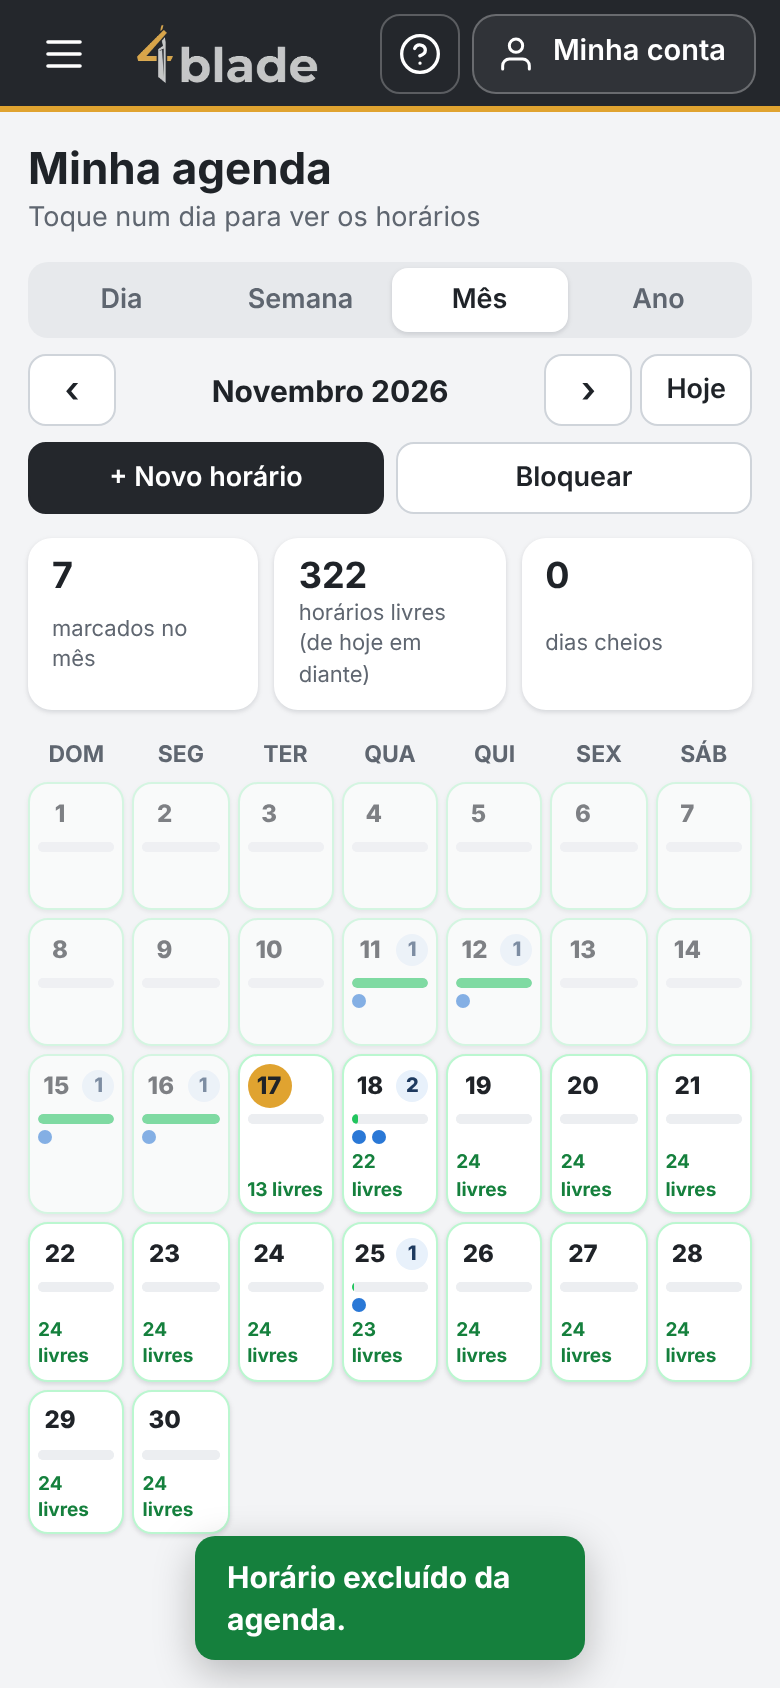 4blade
Minha conta
Minha agenda
Toque num dia para ver os horários
Dia Semana Mês Ano
‹ Novembro 2026 › Hoje
+ Novo horário Bloquear
7
marcados no
mês
322
horários livres
(de hoje em
diante)
0
dias cheios
DOM SEG TER QUA QUI SEX SÁB
1 2 3 4 5 6 7
8 9 10 11 1 12 1 13 14
15 1 16 1 17 18 2 19 20 21
13 livres 22 livres 24 livres 24 livres 24 livres
22 23 24 25 1 26 27 28
24 livres 24 livres 24 livres 23 livres 24 livres 24 livres 24 livres
29 30
24 livres 24 livres
Horário excluído da
agenda.